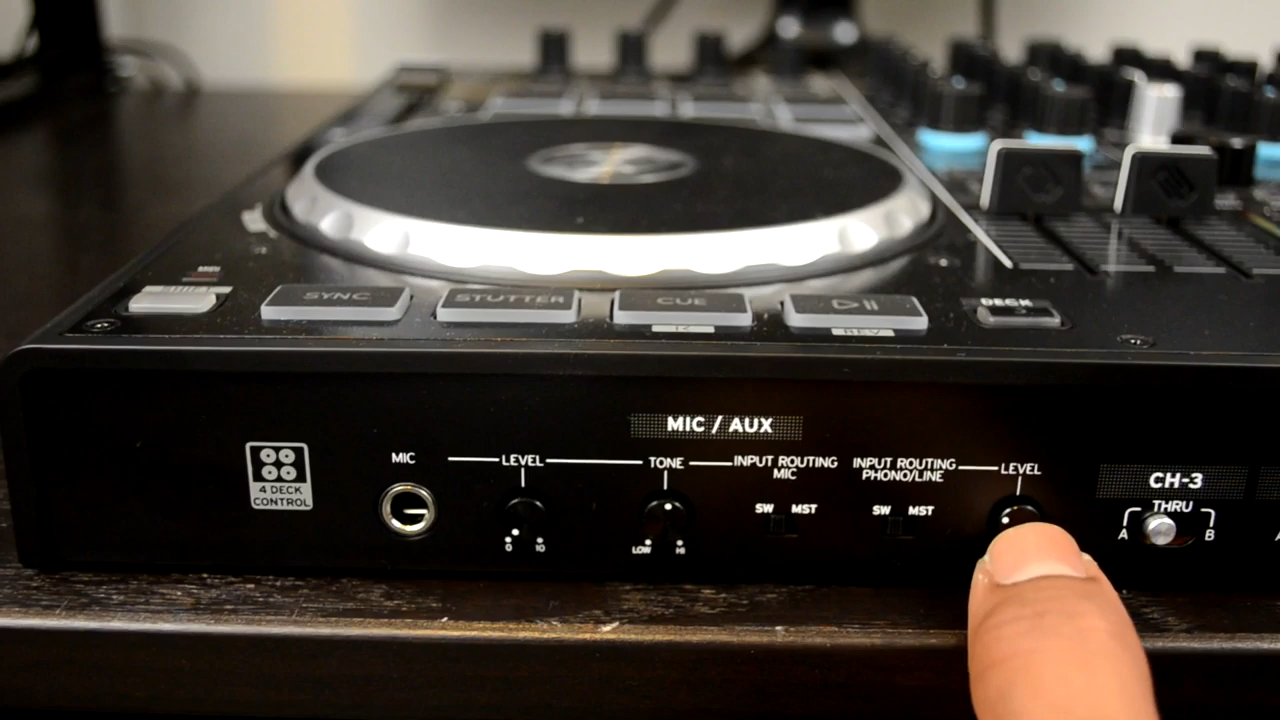 MIDI
SYNC
STUTTER
CUE
DECK
REV
MIC / AUX
MIC
LEVEL
TONE
INPUT ROUTING
MIC
INPUT ROUTING
PHONO/LINE
LEVEL
CH-3
4 DECK
CONTROL
SW MST
SW MST
THRU
A B
0 10
LOW HI